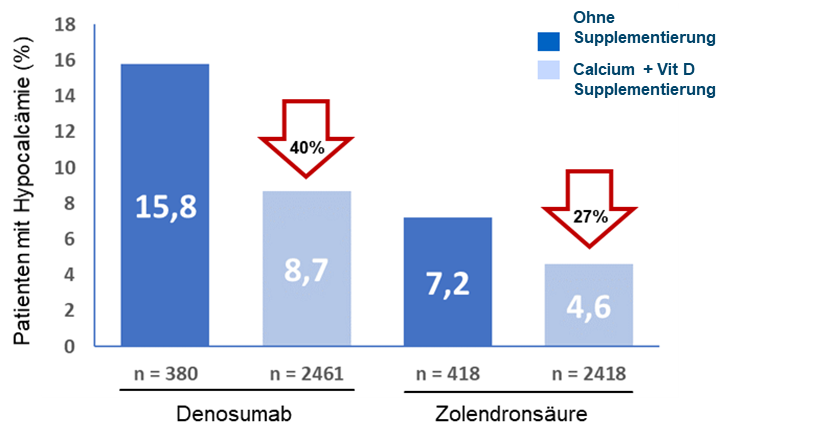 Ohne
Supplementierung
Calcium + Vit D
Supplementierung
Patienten mit Hypocalcämie (%)
18
16
14
12
10
8
6
4
2
0
40%
27%
15,8
8,7
7,2
4,6
n = 380
n = 2461
n = 418
n = 2418
Denosumab
Zolendronsäure